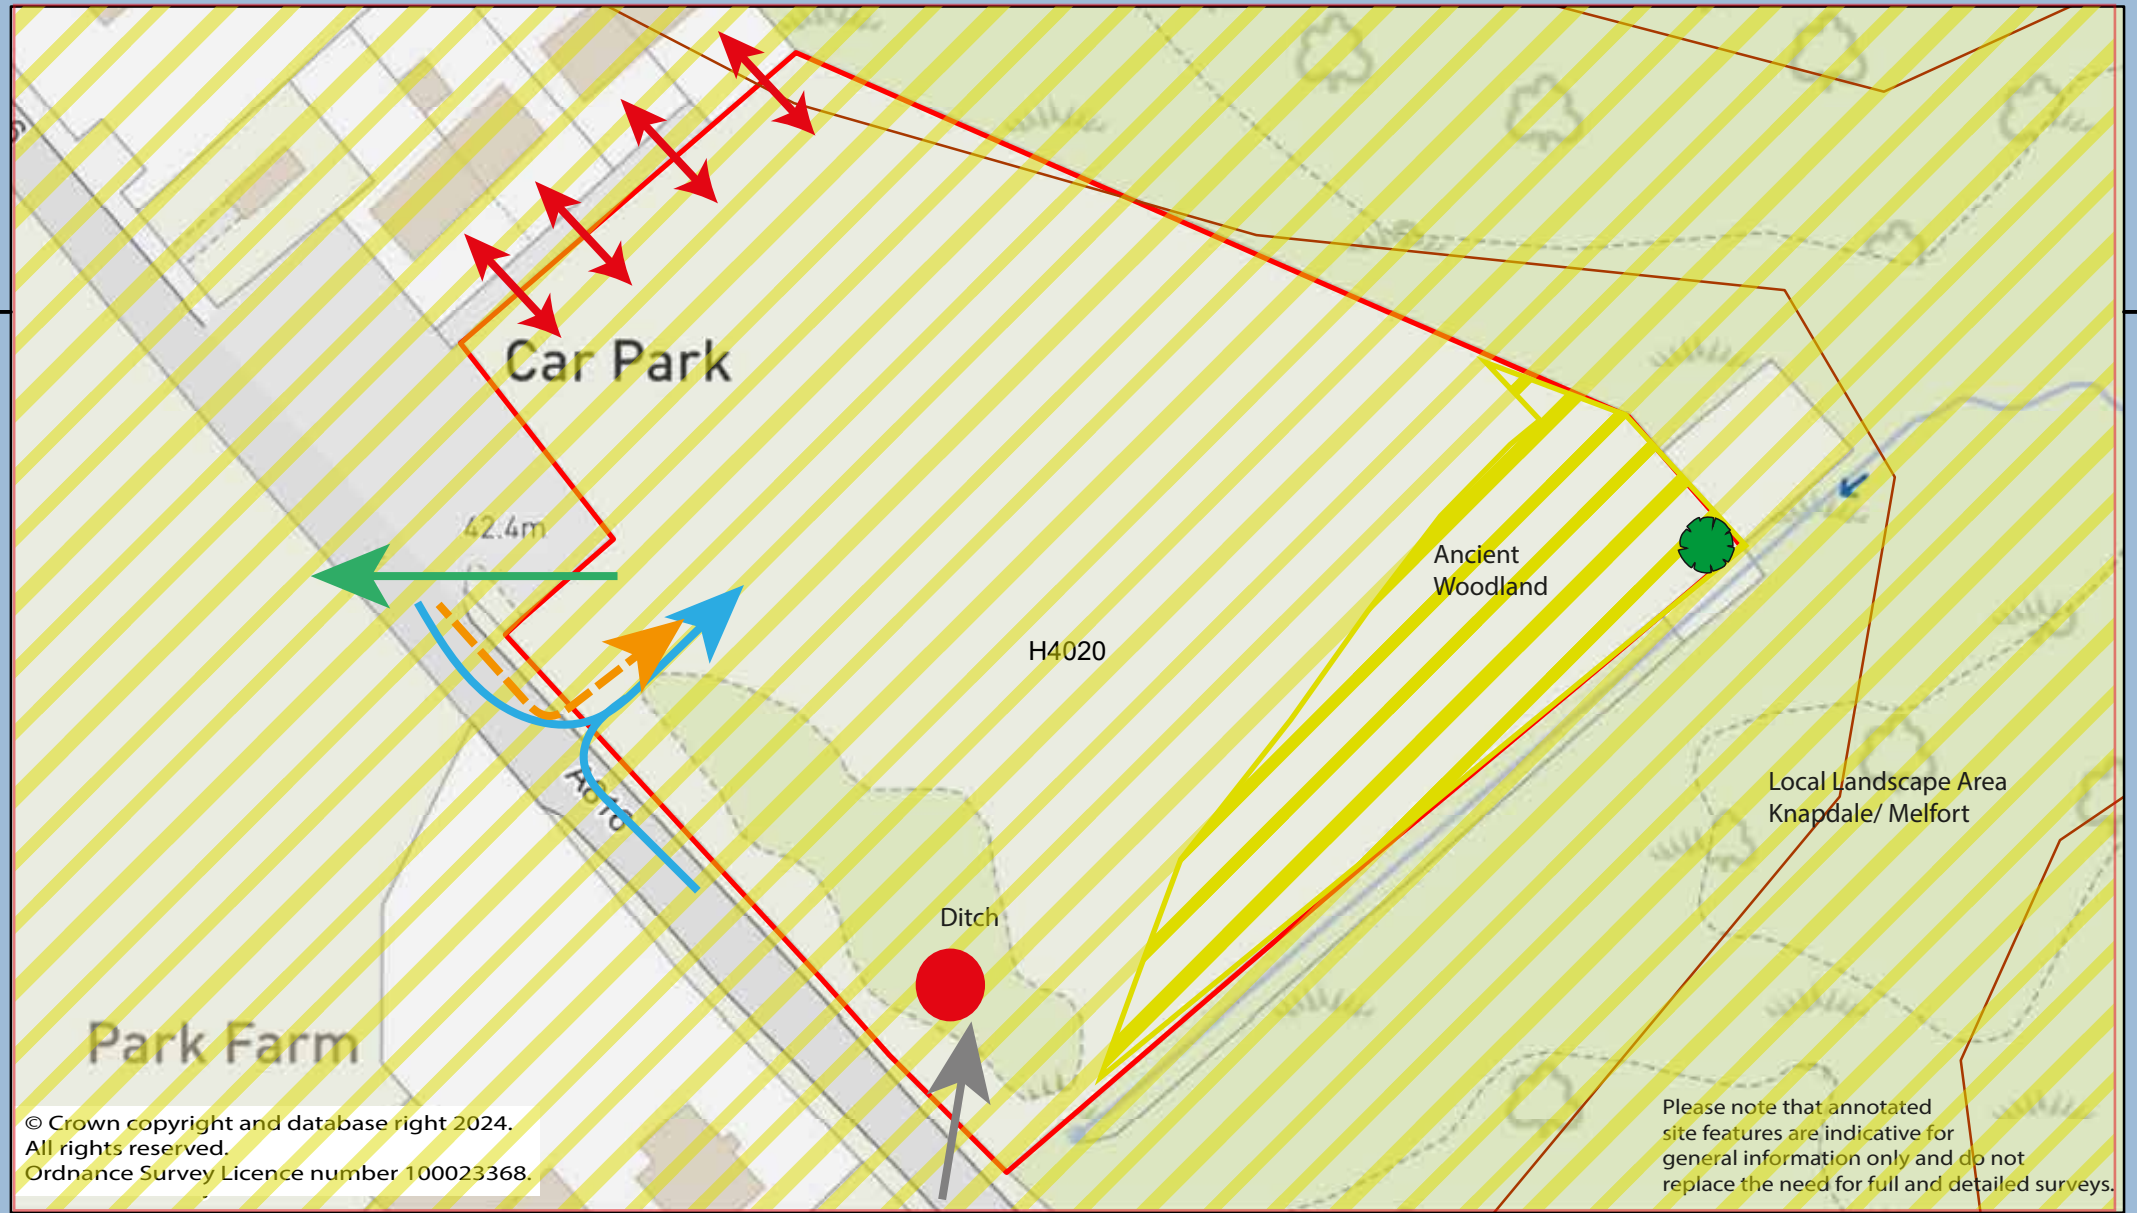 Car Park
42.4m
Ancient
Woodland
H4020
A816
Local Landscape Area
Knapdale/ Melfort
Ditch
Park Farm
© Crown copyright and database right 2024.
All rights reserved.
Ordnance Survey Licence number 100023368.
Please note that annotated
site features are indicative for
general information only and do not
replace the need for full and detailed surveys.